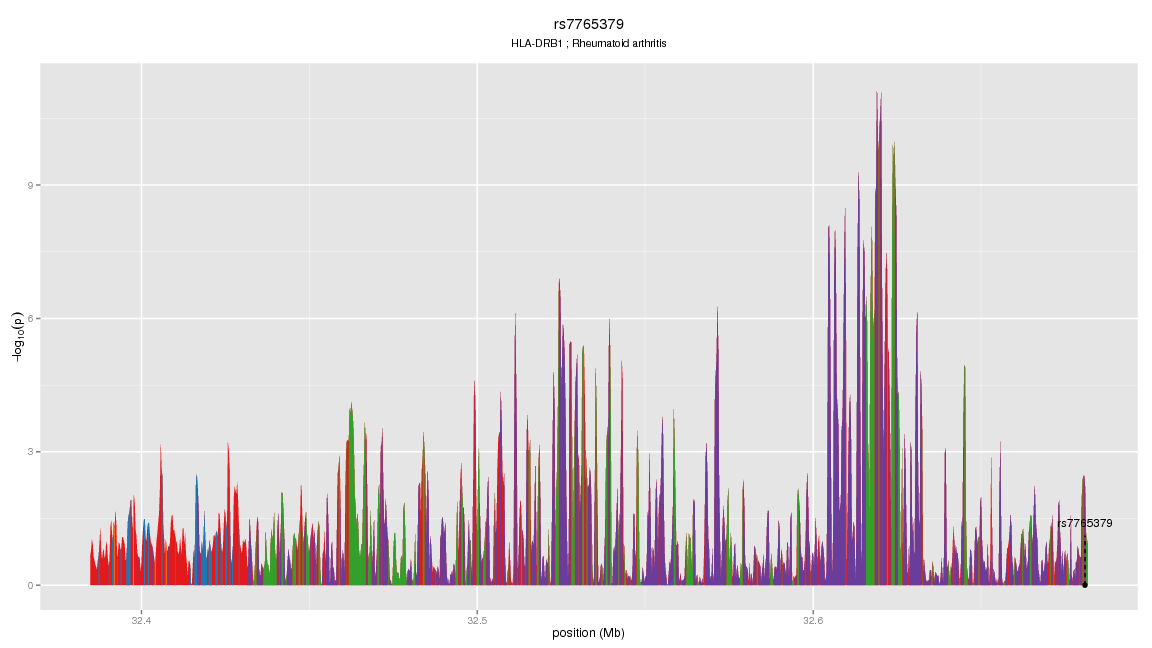 rs7765379
HLA-DRB1 ; Rheumatoid arthritis
9
6
3
0
−log₁₀(p)
rs7765379
32.4
32.5
32.6
position (Mb)